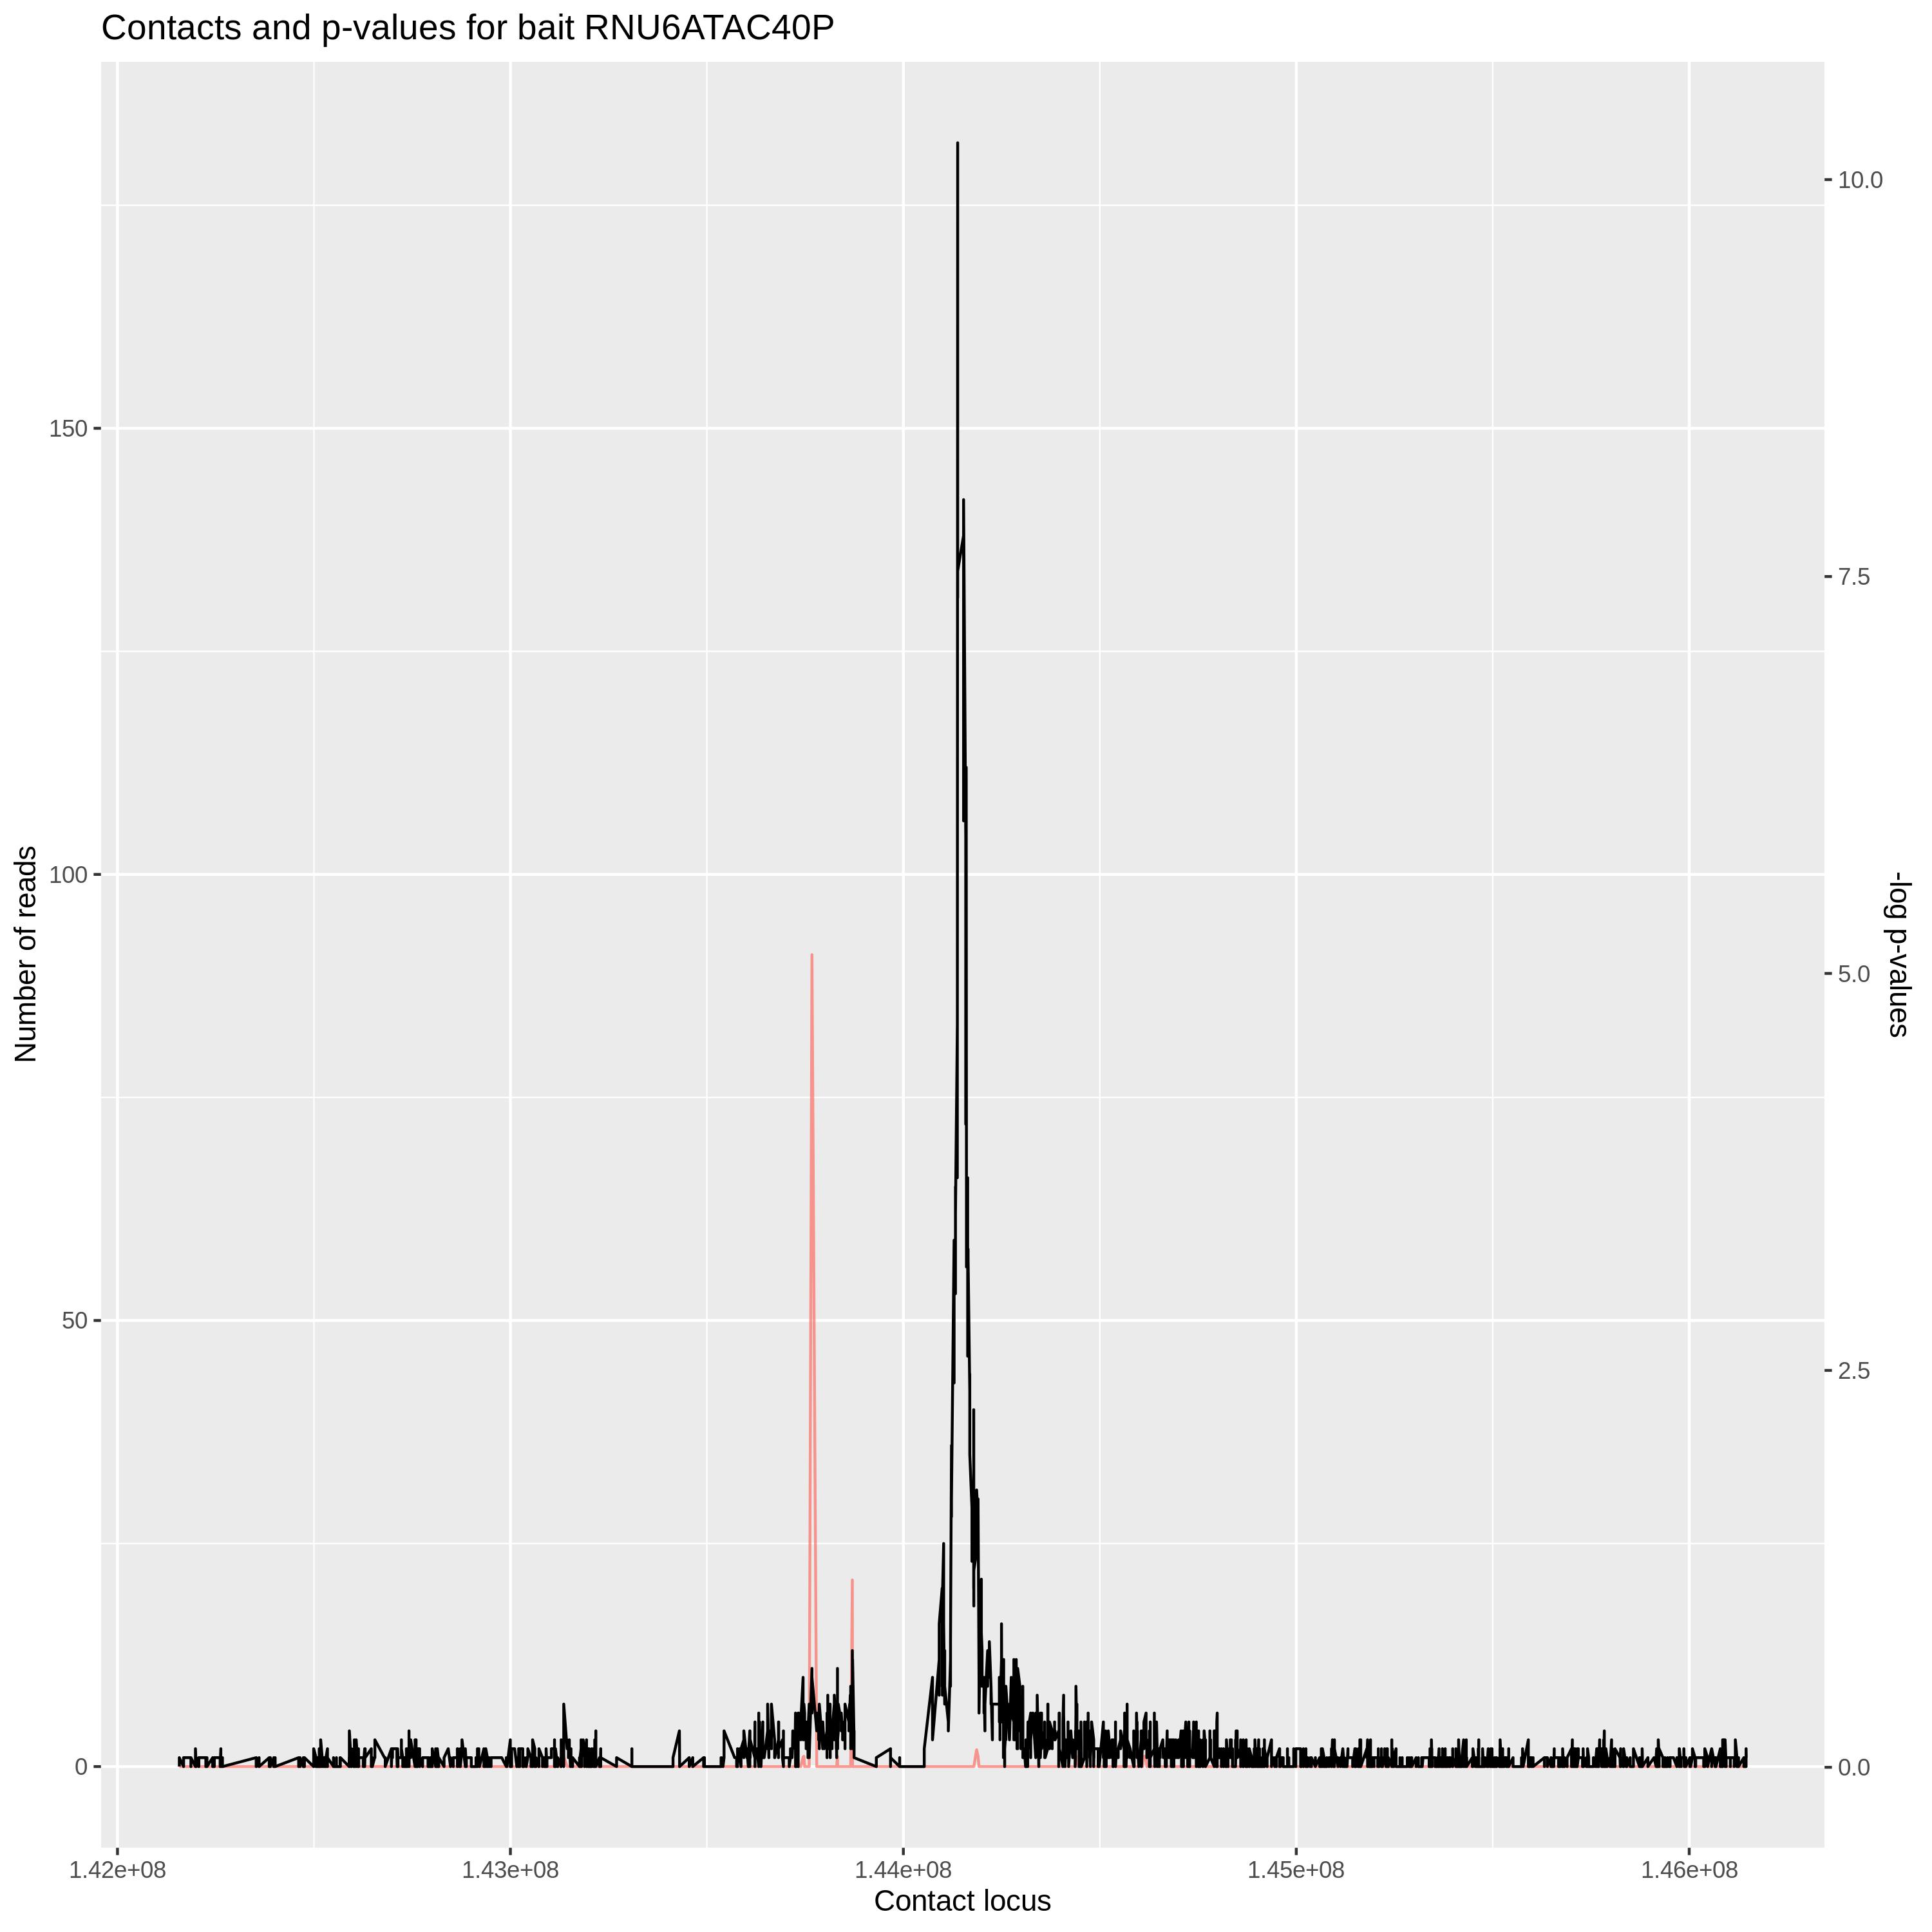 Contacts and p-values for bait RNU6ATAC40P
Number of reads
150
100
50
0
10.0
7.5
5.0
2.5
0.0
-log p-values
1.42e+08
1.43e+08
1.44e+08
1.45e+08
1.46e+08
Contact locus